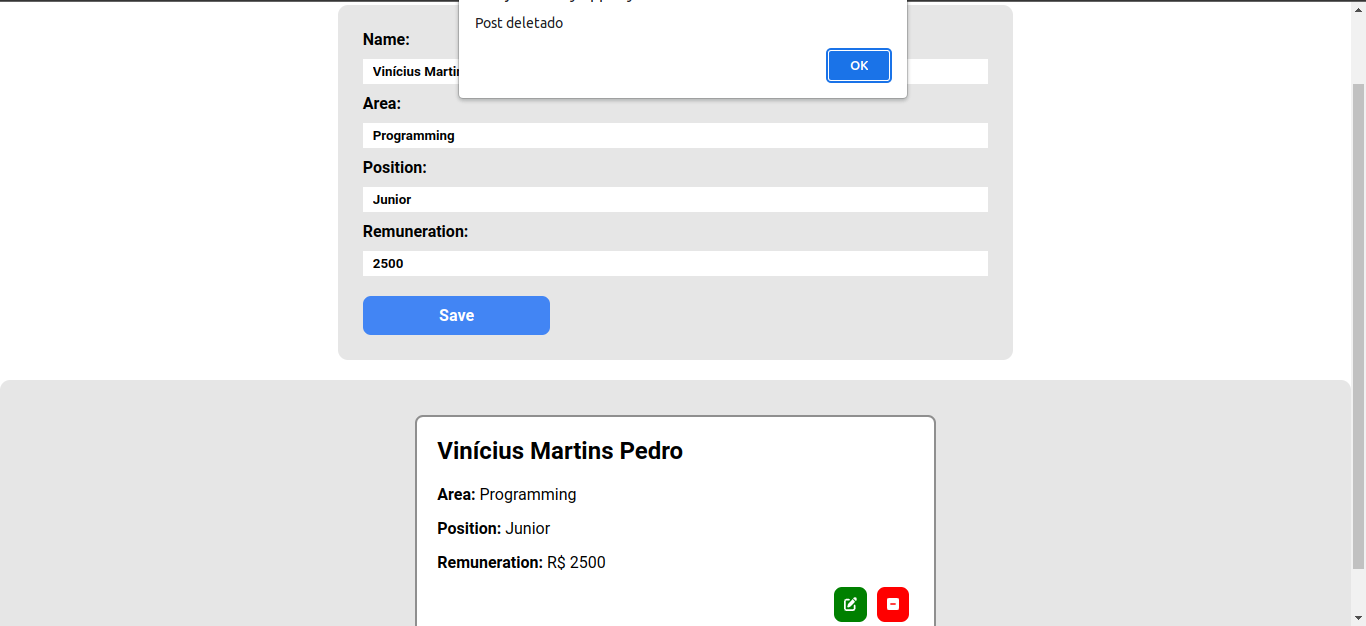 Post deletado
OK
Name:
Vinícius Martin
Area:
Programming
Position:
Junior
Remuneration:
2500
Save
Vinícius Martins Pedro
Area: Programming
Position: Junior
Remuneration: R$ 2500